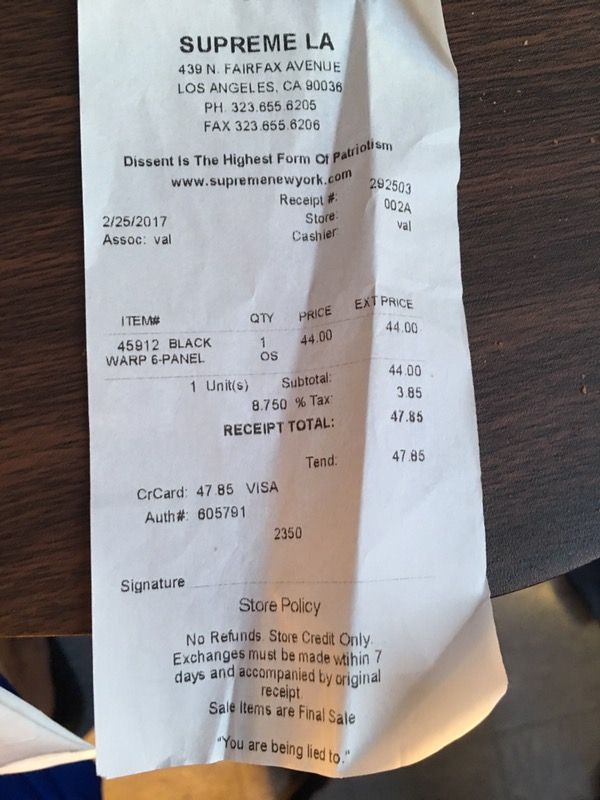 SUPREME LA
439 N. FAIRFAX AVENUE
LOS ANGELES, CA 90036
PH. 323.655.6205
FAX 323.655.6206
Dissent Is The Highest Form Of Patriotism
www.supremenewyork.com
Receipt #: 292503
2/25/2017 Store: 002A
Assoc: val Cashier: val
ITEM# QTY PRICE EXT PRICE
45912 BLACK 1 44.00 44.00
WARP 6-PANEL OS
1 Unit(s) Subtotal: 44.00
8.750 % Tax: 3.85
RECEIPT TOTAL: 47.85
Tend: 47.85
CrCard: 47.85 VISA
Auth#: 605791
2350
Signature
Store Policy
No Refunds. Store Credit Only.
Exchanges must be made wtihin 7
days and accompanied by original
receipt.
Sale Items are Final Sale
"You are being lied to."